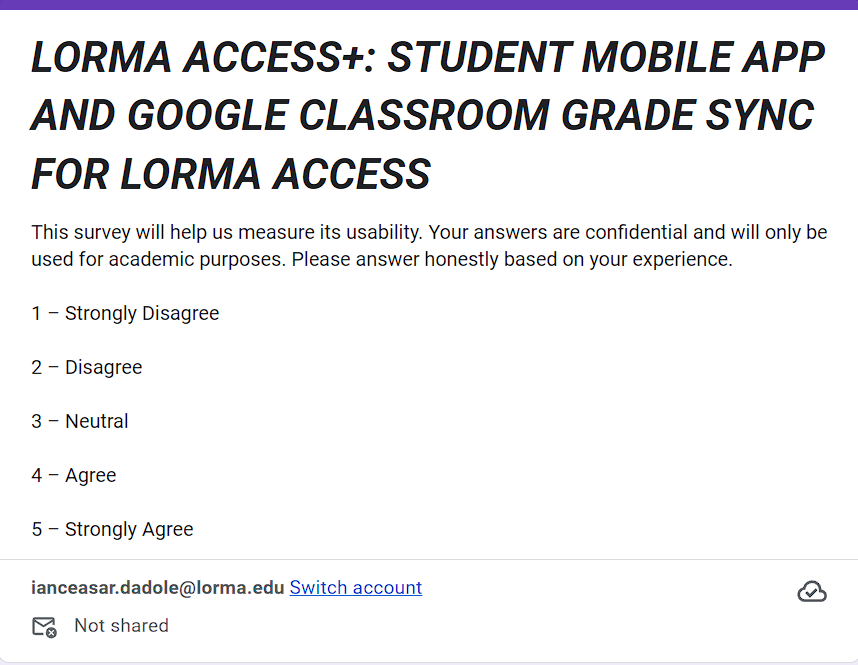 LORMA ACCESS+: STUDENT MOBILE APP
AND GOOGLE CLASSROOM GRADE SYNC
FOR LORMA ACCESS
This survey will help us measure its usability. Your answers are confidential and will only be
used for academic purposes. Please answer honestly based on your experience.
1 – Strongly Disagree
2 – Disagree
3 – Neutral
4 – Agree
5 – Strongly Agree
ianceasar.dadole@lorma.edu Switch account
Not shared